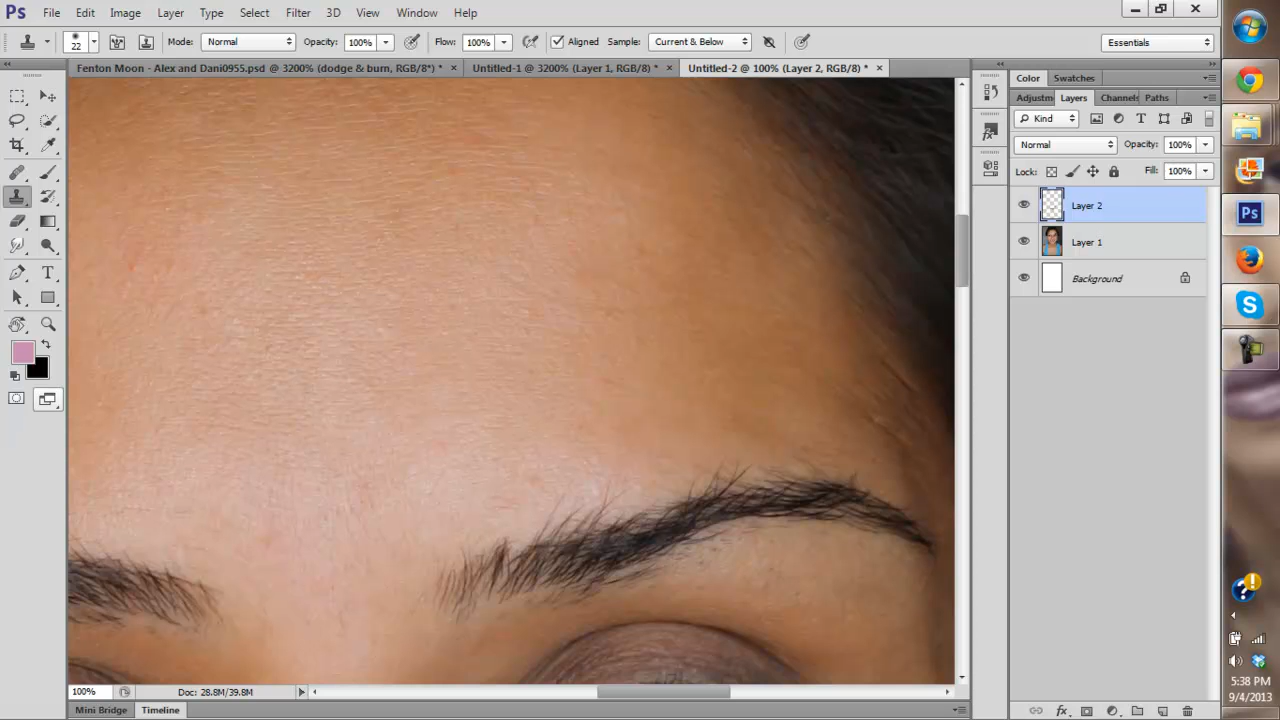 Ps File Edit Image Layer Type Select Filter 3D View Window Help
22 Mode: Normal Opacity: 100% Flow: 100% Aligned Sample: Current & Below Essentials
Fenton Moon - Alex and Dani0955.psd @ 3200% (dodge & burn, RGB/8*) * × Untitled-1 @ 3200% (Layer 1, RGB/8) * × Untitled-2 @ 100% (Layer 2, RGB/8) * ×
Color Swatches
Adjustm Layers Channels Paths
Kind T
Normal Opacity: 100%
Lock: Fill: 100%
Layer 2
Layer 1
Background
T
fx
Ps
S
100% Doc: 28.8M/39.8M
Mini Bridge Timeline
fx
5:38 PM
9/4/2013